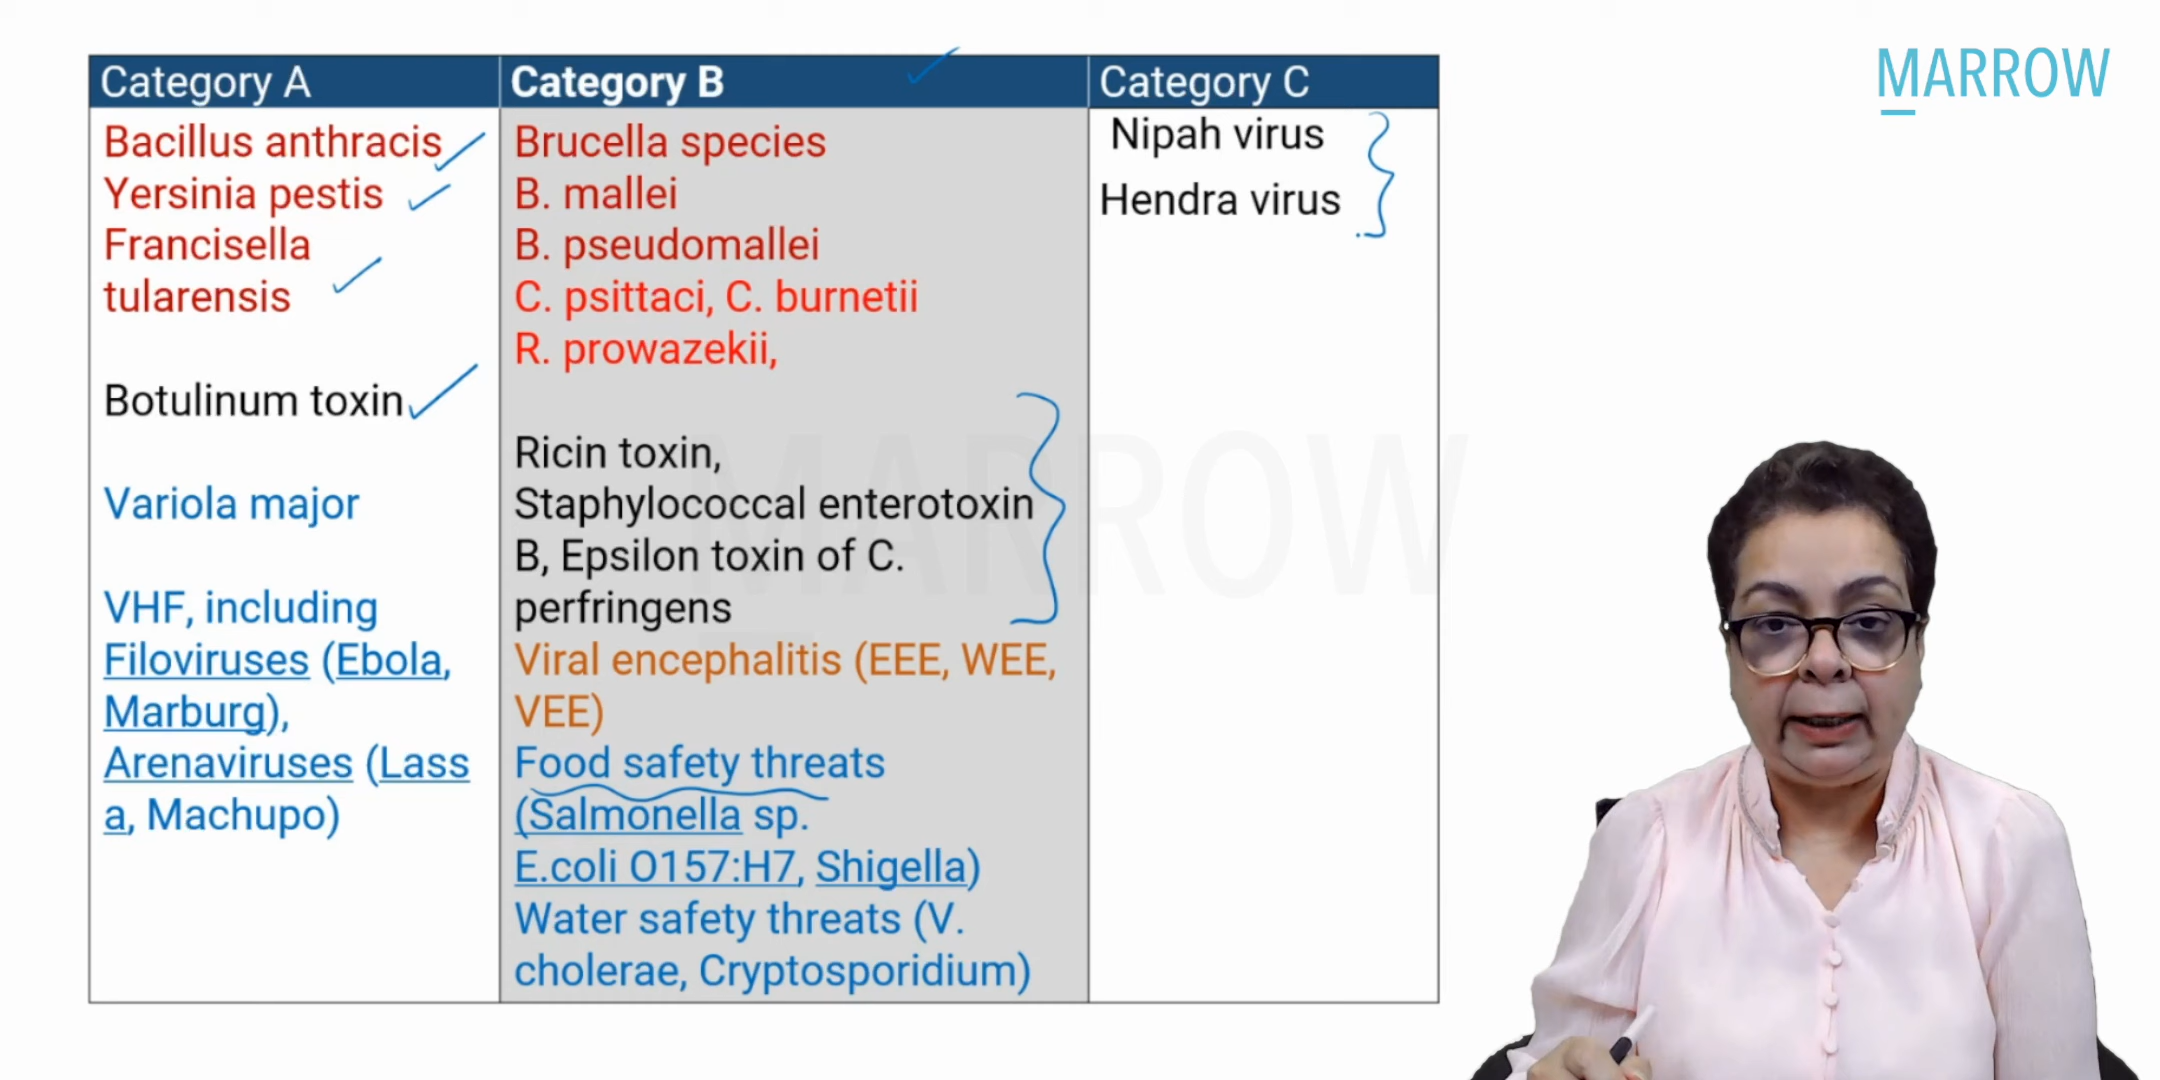 MARROW
Category A
Bacillus anthracis
Yersinia pestis
Francisella
tularensis
Botulinum toxin
Variola major
VHF, including
Filoviruses (Ebola,
Marburg),
Arenaviruses (Lass
a, Machupo)
Category B
Brucella species
B. mallei
B. pseudomallei
C. psittaci, C. burnetii
R. prowazekii,
Ricin toxin,
Staphylococcal enterotoxin
B, Epsilon toxin of C.
perfringens
Viral encephalitis (EEE, WEE,
VEE)
Food safety threats
(Salmonella sp.
E.coli O157:H7, Shigella)
Water safety threats (V.
cholerae, Cryptosporidium)
Category C
Nipah virus
Hendra virus
MARROW